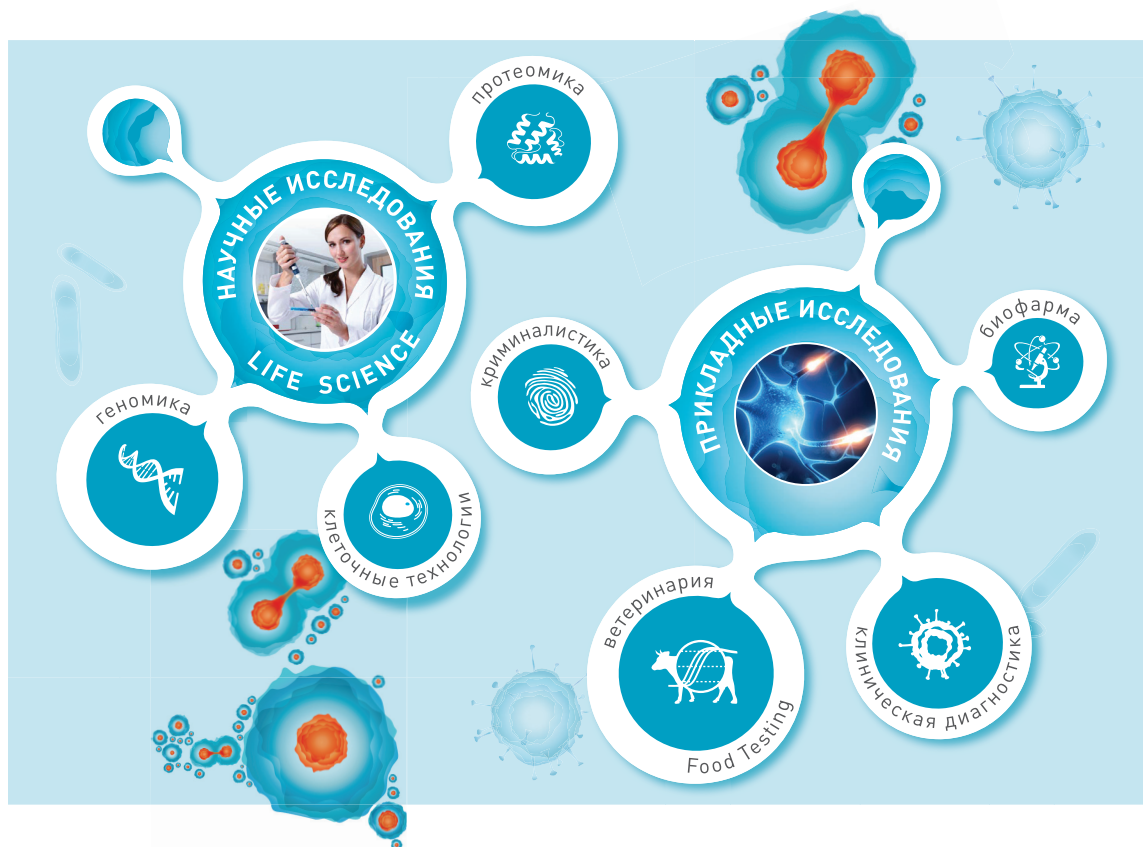 протеомика
НАУЧНЫЕ ИССЛЕДОВАНИЯ
LIFE SCIENCE
геномика
клеточные технологии
ПРИКЛАДНЫЕ ИССЛЕДОВАНИЯ
криминалистика
биофарма
ветеринария
Food Testing
клиническая диагностика